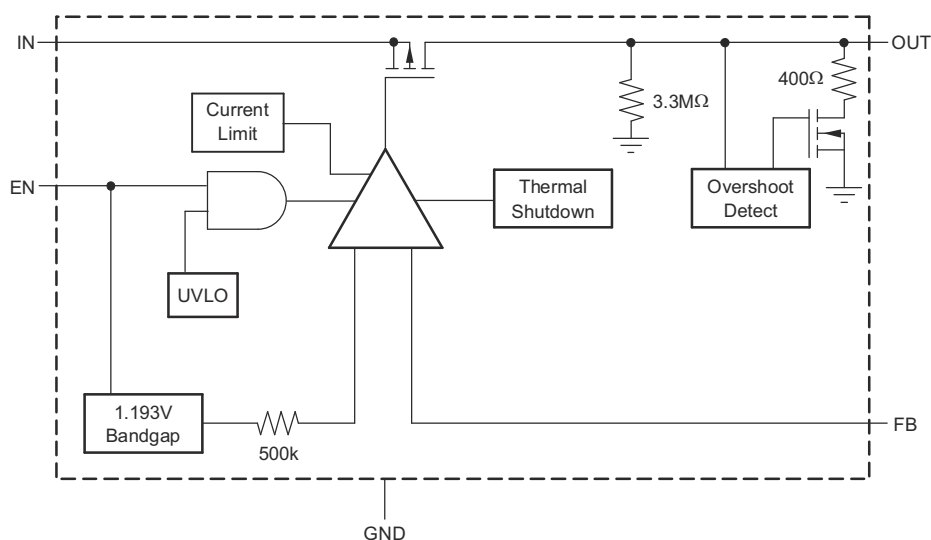 IN
OUT
400Ω
3.3MΩ
Current
Limit
EN
Thermal
Shutdown
Overshoot
Detect
UVLO
1.193V
Bandgap
500k
FB
GND